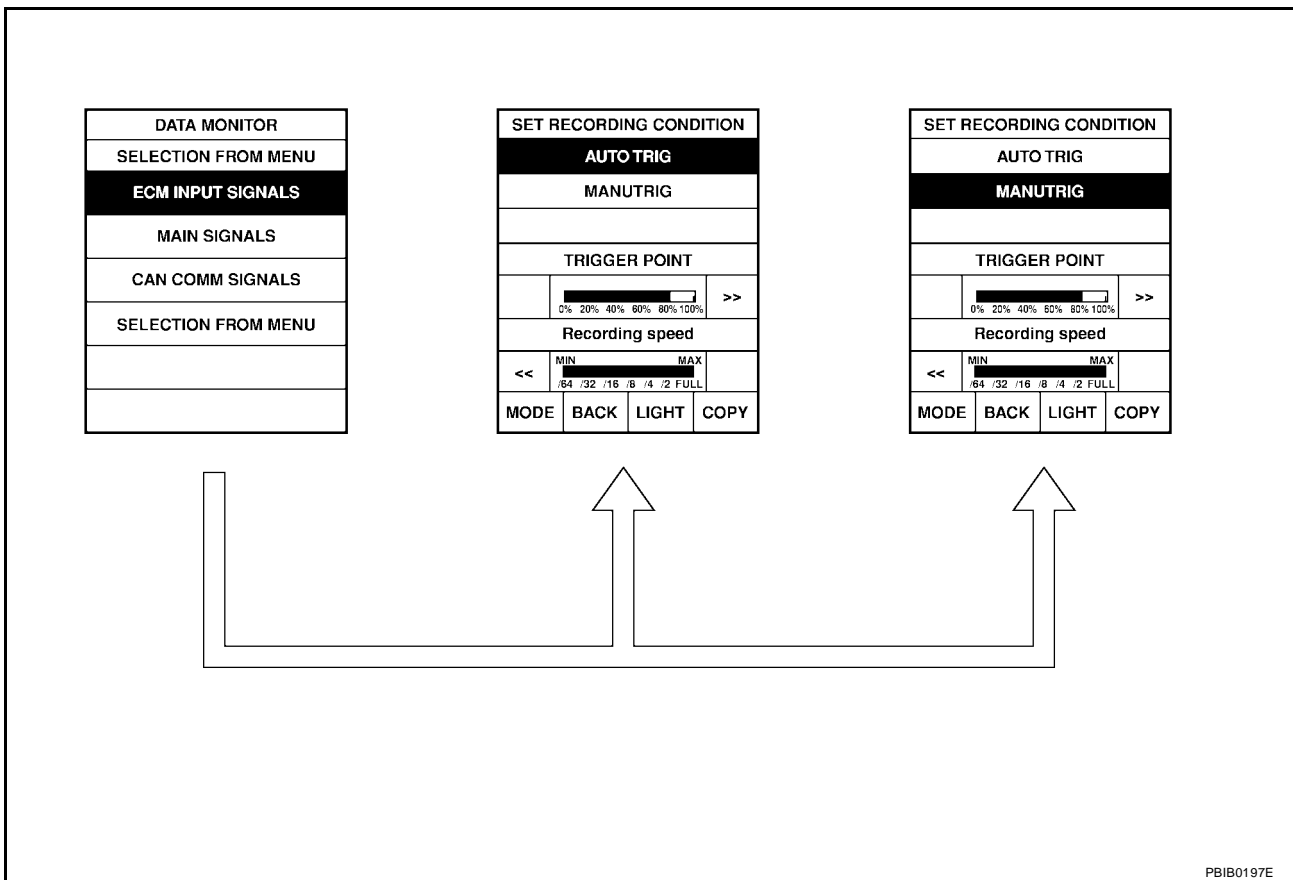 DATA MONITOR
SELECTION FROM MENU
ECM INPUT SIGNALS
MAIN SIGNALS
CAN COMM SIGNALS
SELECTION FROM MENU
SET RECORDING CONDITION
AUTO TRIG
MANUTRIG
TRIGGER POINT
>>
0% 20% 40% 60% 80% 100%
Recording speed
MIN MAX
<<
/64 /32 /16 /8 /4 /2 FULL
MODE BACK LIGHT COPY
SET RECORDING CONDITION
AUTO TRIG
MANUTRIG
TRIGGER POINT
>>
0% 20% 40% 60% 80% 100%
Recording speed
MIN MAX
<<
/64 /32 /16 /8 /4 /2 FULL
MODE BACK LIGHT COPY
PBIB0197E